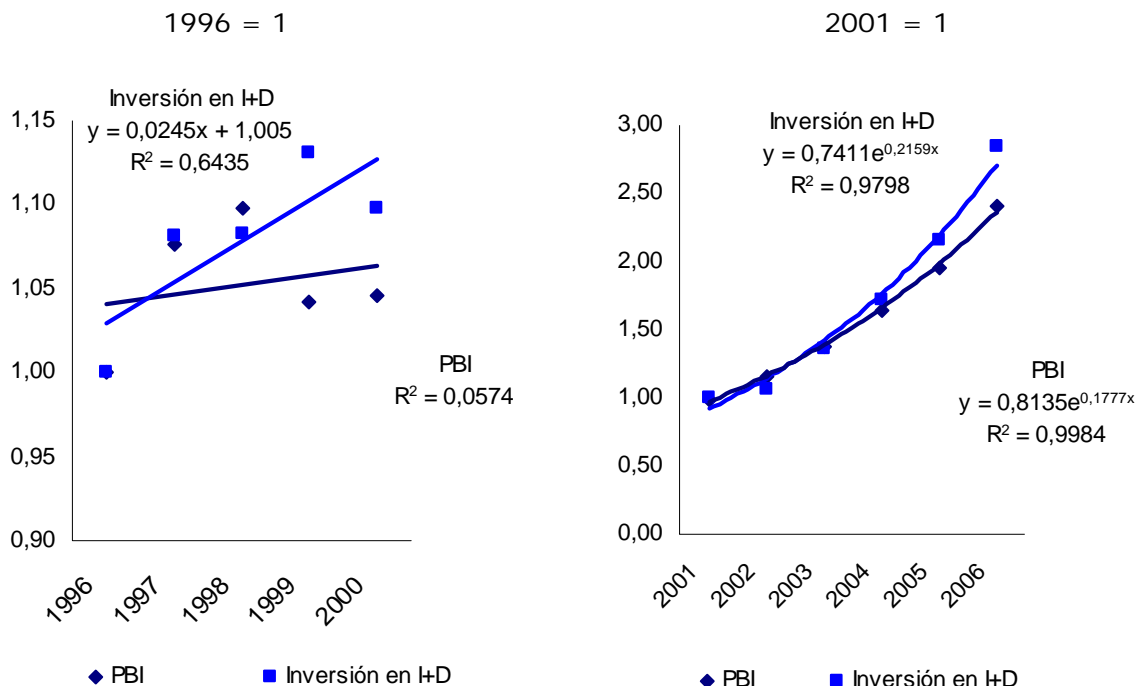 1996 = 1
Inversión en I+D
y = 0,0245x + 1,005
R² = 0,6435
1,15
1,10
1,05
1,00
0,95
0,90
PBI
R² = 0,0574
1996
1997
1998
1999
2000
PBI
Inversión en I+D
2001 = 1
Inversión en I+D
y = 0,7411e^0,2159x
R² = 0,9798
3,00
2,50
2,00
1,50
1,00
0,50
0,00
PBI
y = 0,8135e^0,1777x
R² = 0,9984
2001
2002
2003
2004
2005
2006
PBI
Inversión en I+D